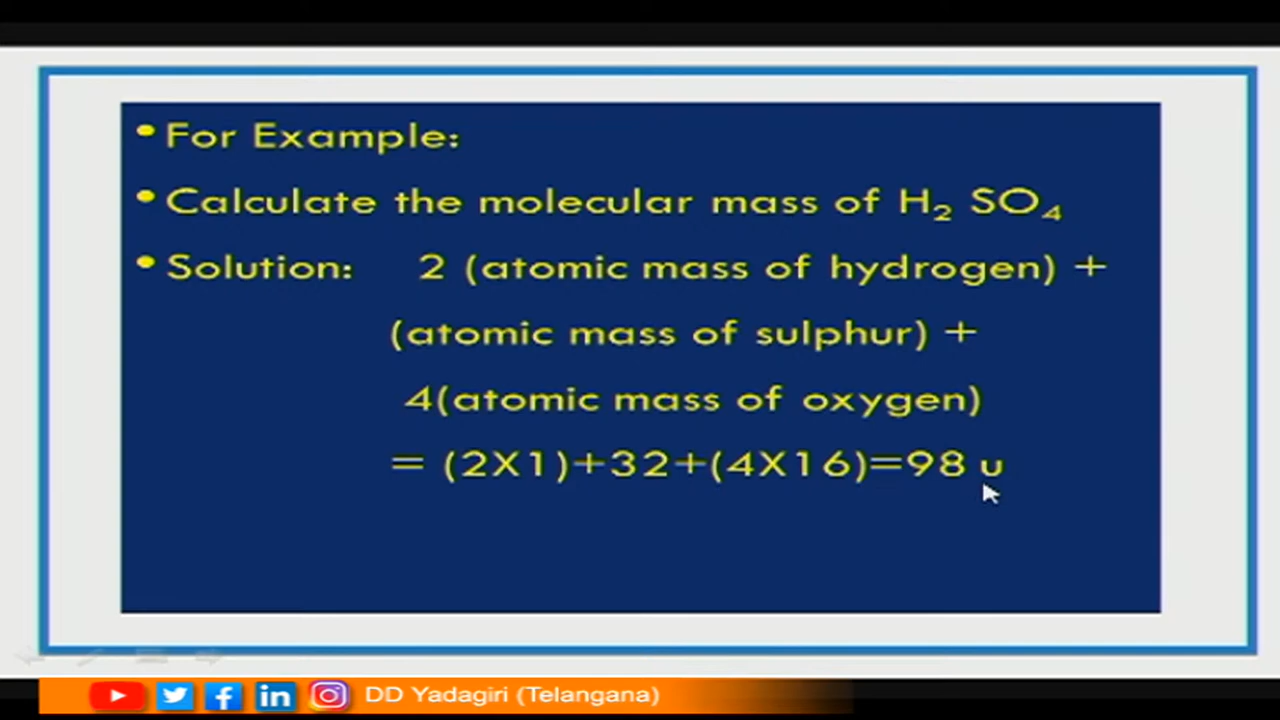 • For Example:
• Calculate the molecular mass of H₂ SO₄
• Solution: 2 (atomic mass of hydrogen) +
(atomic mass of sulphur) +
4(atomic mass of oxygen)
= (2X1)+32+(4X16)=98 u
DD Yadagiri (Telangana)